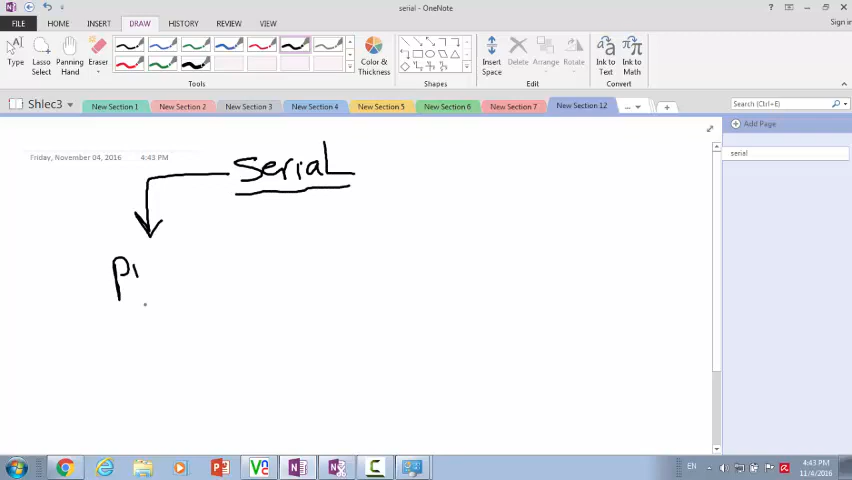 serial - OneNote
Sign in
FILE HOME INSERT DRAW HISTORY REVIEW VIEW
Type Lasso Select Panning Hand Eraser Color & Thickness Insert Space Delete Arrange Rotate Ink to Text Ink to Math
Tools Shapes Edit Convert
Shlec3 New Section 1 New Section 2 New Section 3 New Section 4 New Section 5 New Section 6 New Section 7 New Section 12 ... + Search (Ctrl+E)
Add Page
serial
Friday, November 04, 2016 4:43 PM
serial
EN 4:43 PM
11/4/2016